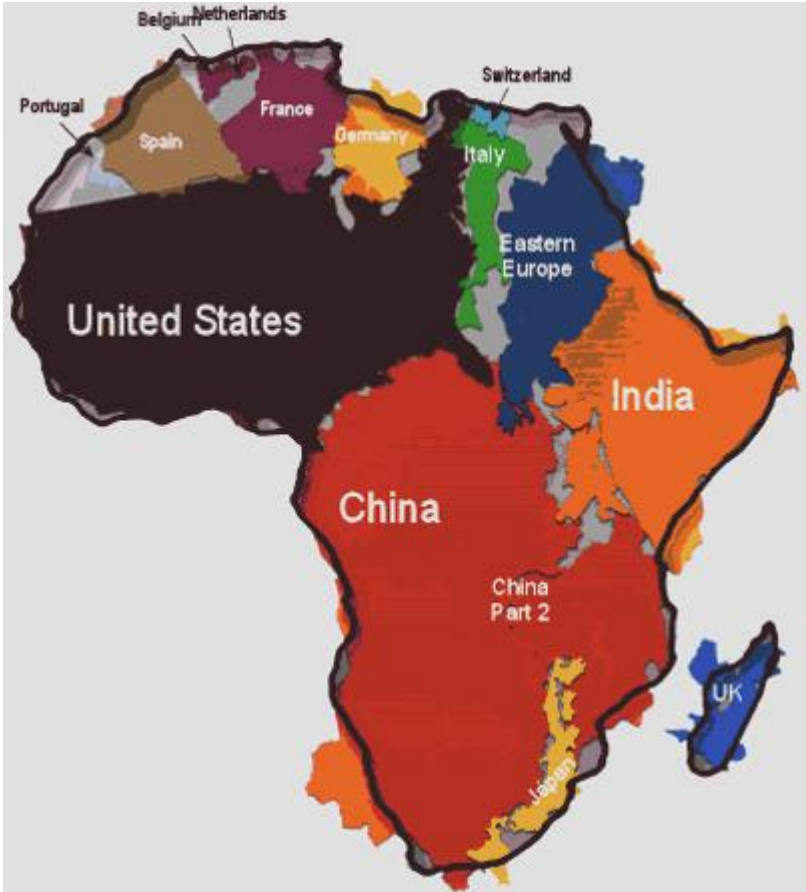 Netherlands
Belgium
Switzerland
Portugal
France
Spain
Germany
Italy
Eastern
Europe
United States
India
China
China
Part 2
UK
Japan